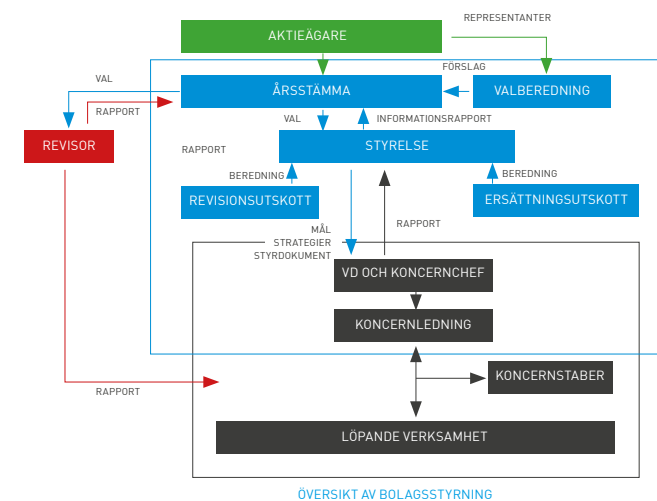 REPRESENTANTER
AKTIEÄGARE
FÖRSLAG
VAL
ÅRSSTÄMMA
VALBEREDNING
RAPPORT
VAL
INFORMATIONSRAPPORT
REVISOR
RAPPORT
STYRELSE
BEREDNING
BEREDNING
REVISIONSUTSKOTT
ERSÄTTNINGSUTSKOTT
MÅL
STRATEGIER
STYRDOKUMENT
RAPPORT
VD OCH KONCERNCHEF
KONCERNLEDNING
KONCERNSTABER
RAPPORT
LÖPANDE VERKSAMHET
ÖVERSIKT AV BOLAGSSTYRNING